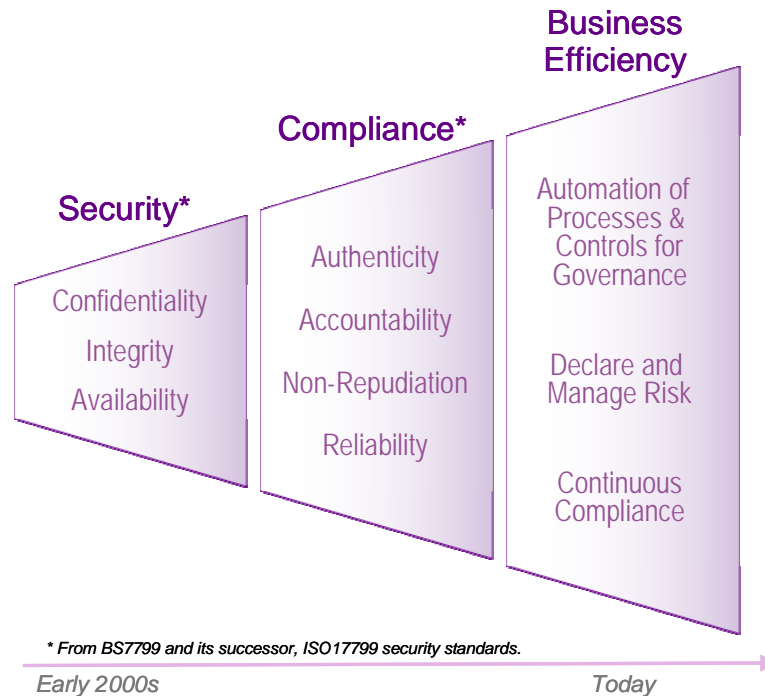 Security*
Confidentiality
Integrity
Availability
Compliance*
Authenticity
Accountability
Non-Repudiation
Reliability
Business
Efficiency
Automation of
Processes &
Controls for
Governance
Declare and
Manage Risk
Continuous
Compliance
* From BS7799 and its successor, ISO17799 security standards.
Early 2000s
Today